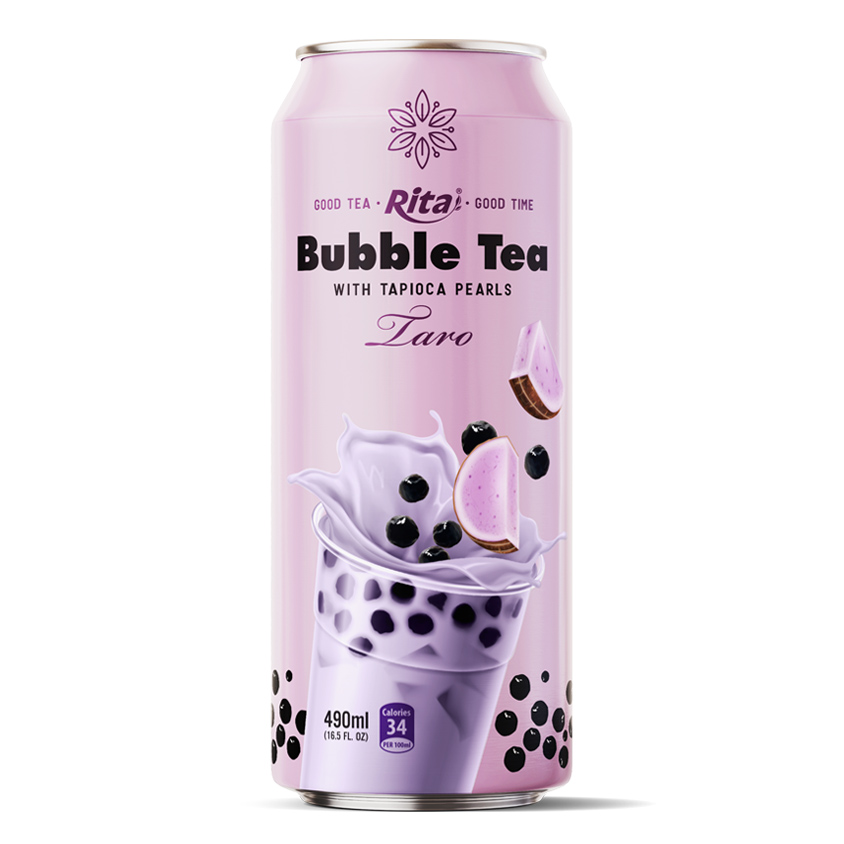 GOOD TEA • Rita® • GOOD TIME
Bubble Tea
WITH TAPIOCA PEARLS
Taro
490ml
(16.5 FL. OZ)
Calories
34
PER 100ml